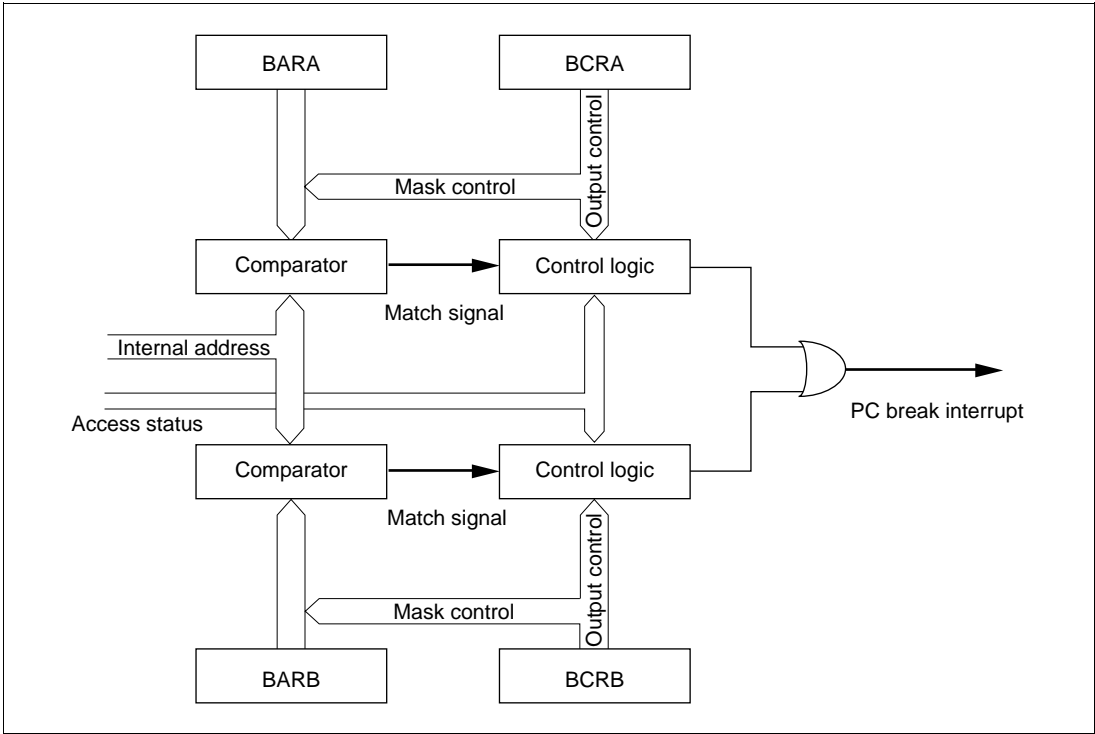 BARA
BCRA
Output control
Mask control
Comparator
Control logic
Match signal
Internal address
Access status
PC break interrupt
Comparator
Control logic
Match signal
Output control
Mask control
BARB
BCRB